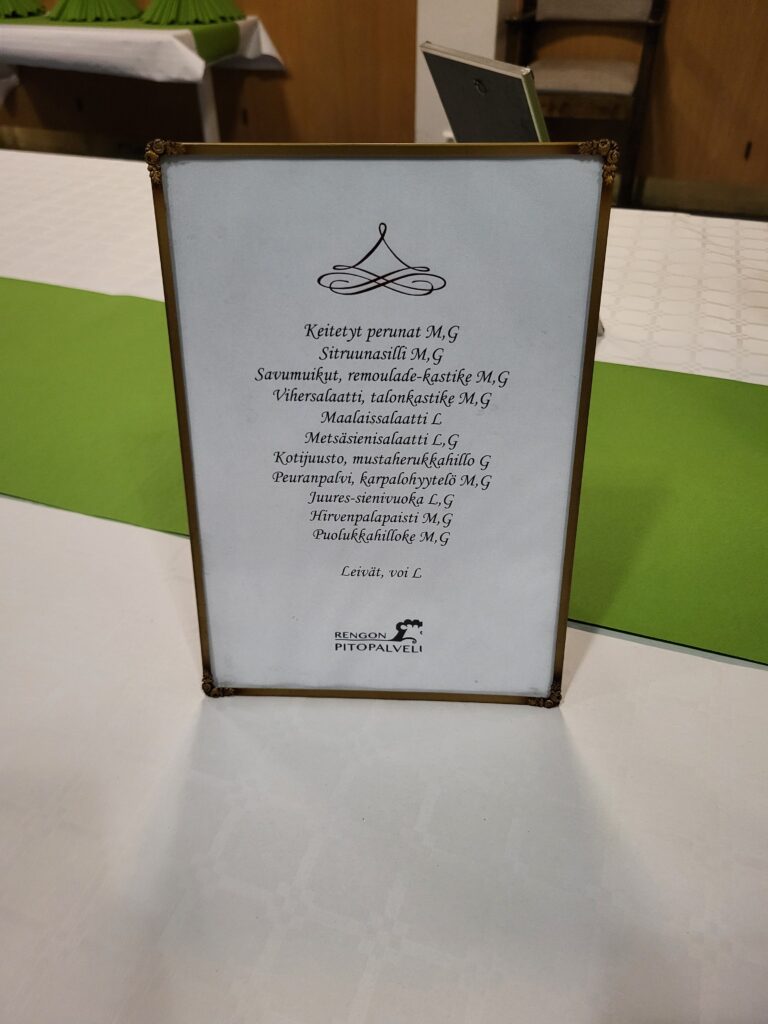 Keitetyt perunat M,G
Sitruunasilli M,G
Savumuikut, remoulade-kastike M,G
Vihersalaatti, talonkastike M,G
Maalaissalaatti L
Metsäsienisalaatti L,G
Kotijuusto, mustaherukkahillo G
Peuranpalvi, karpalohyytelö M,G
Juures-sienivuoka L,G
Hirvenpalapaisti M,G
Puolukkahilloke M,G
Leivät, voi L
RENGON
PITOPALVELI